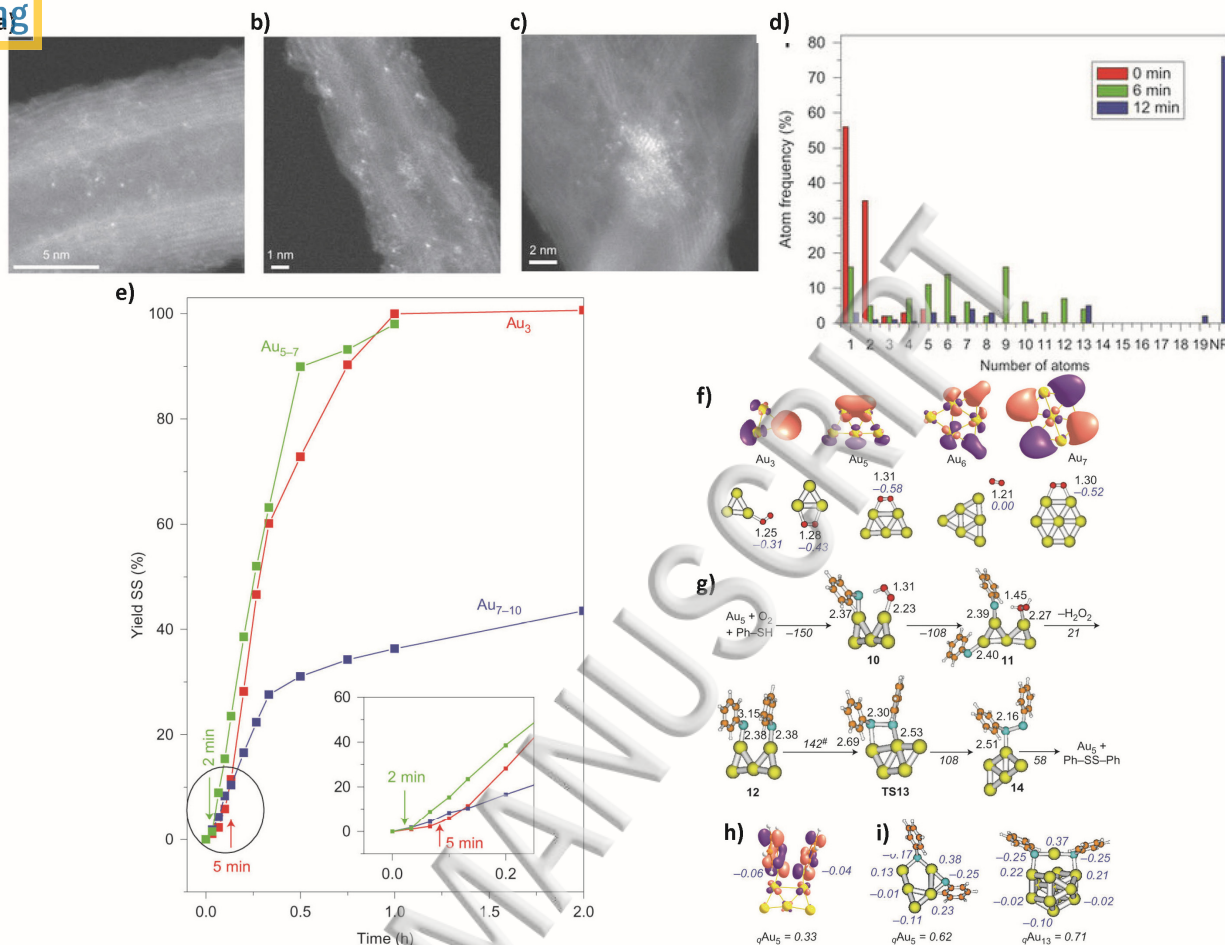 ng
a)
b)
c)
d)
5 nm
1 nm
2 nm
80
70
60
50
40
30
20
10
0
Atom frequency (%)
0 min
6 min
12 min
1 2 3 4 5 6 7 8 9 10 11 12 13 14 15 16 17 18 19 NP
Number of atoms
e)
100
80
60
40
20
0
Yield SS (%)
Au5–7
Au3
Au7–10
2 min
5 min
60
40
20
0
2 min
5 min
0.0 0.2
0.0 0.5 1.0 1.5 2.0
Time (h)
f)
Au3 Au5 Au6 Au7
1.25
–0.31
1.28
–0.43
1.31
–0.58
1.21
0.00
1.30
–0.52
g)
Au5 + O2
+ Ph–SH
–150
2.37
1.31
2.23
10
–108
2.39
1.45
2.27
2.40
11
–H2O2
21
3.15
2.38
2.38
12
142#
2.30
2.69
2.53
TS13
108
2.16
2.51
14
58
Au5 +
Ph–SS–Ph
h)
–0.06
–0.04
qAu5 = 0.33
i)
–0.17
0.38
0.13
–0.25
–0.01
0.23
–0.11
qAu5 = 0.62
0.37
–0.25
–0.25
0.22
0.21
–0.02
–0.02
–0.10
qAu13 = 0.71
MANUSCRIPT